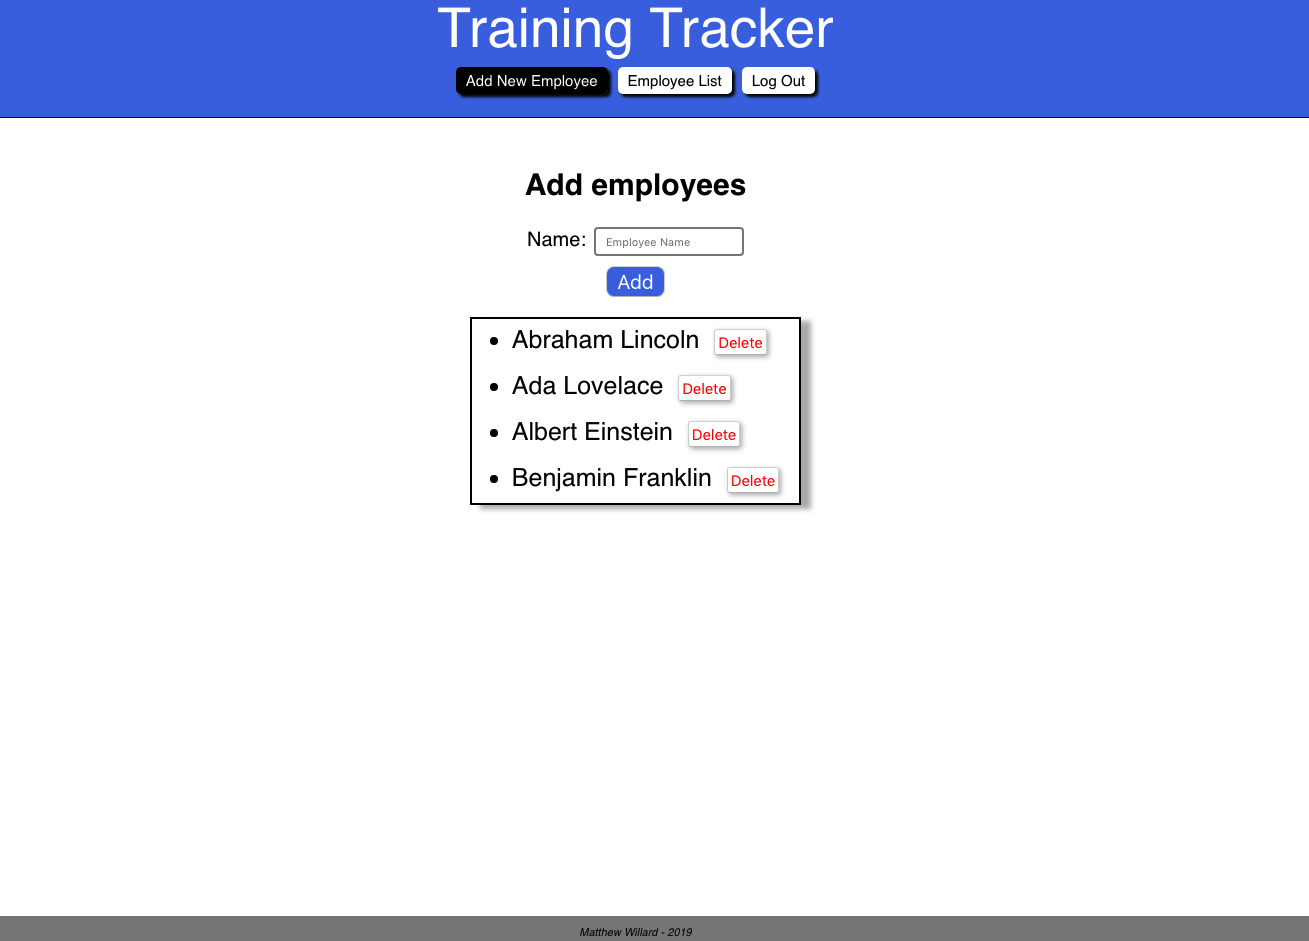 Training Tracker
Add New Employee Employee List Log Out
Add employees
Name: Employee Name
Add
Abraham Lincoln Delete
Ada Lovelace Delete
Albert Einstein Delete
Benjamin Franklin Delete
Matthew Willard - 2019